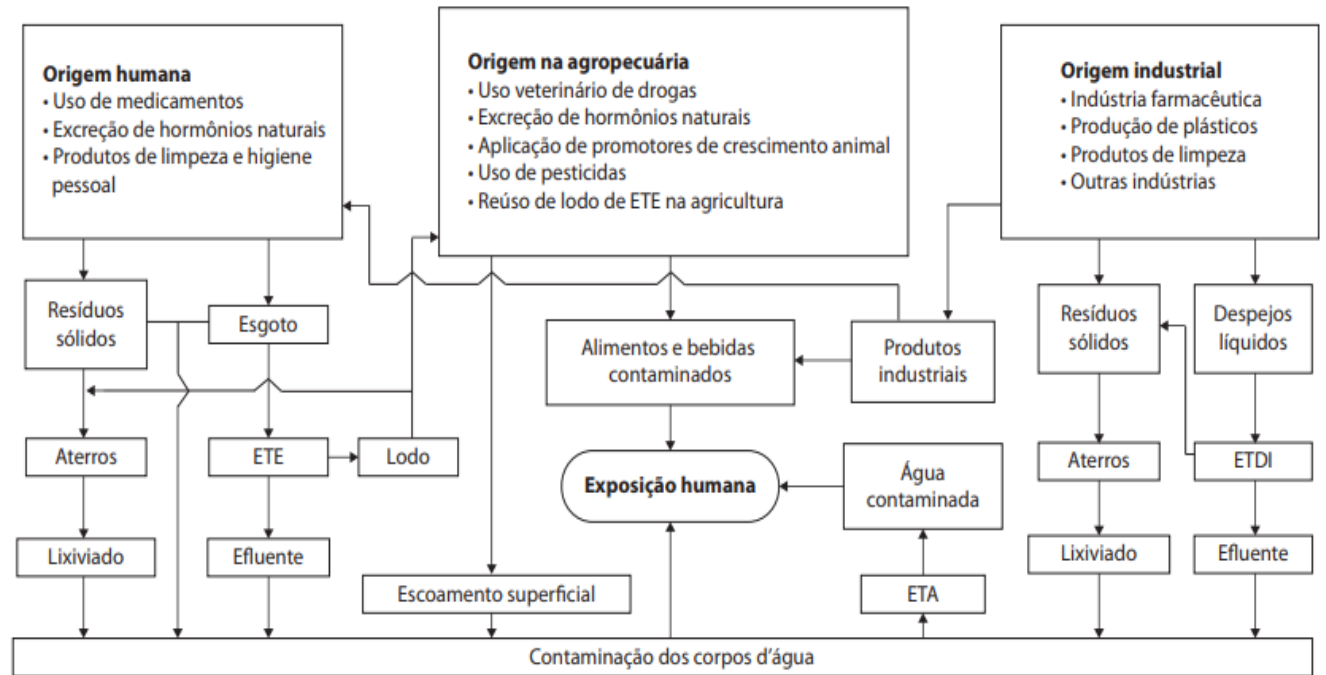 Origem humana
• Uso de medicamentos
• Excreção de hormônios naturais
• Produtos de limpeza e higiene
pessoal
Origem na agropecuária
• Uso veterinário de drogas
• Excreção de hormônios naturais
• Aplicação de promotores de crescimento animal
• Uso de pesticidas
• Reúso de lodo de ETE na agricultura
Origem industrial
• Indústria farmacêutica
• Produção de plásticos
• Produtos de limpeza
• Outras indústrias
Resíduos
sólidos
Esgoto
Alimentos e bebidas
contaminados
Produtos
industriais
Resíduos
sólidos
Despejos
líquidos
Aterros
ETE
Lodo
Exposição humana
Água
contaminada
Aterros
ETDI
Lixiviado
Efluente
Escoamento superficial
ETA
Lixiviado
Efluente
Contaminação dos corpos d'água